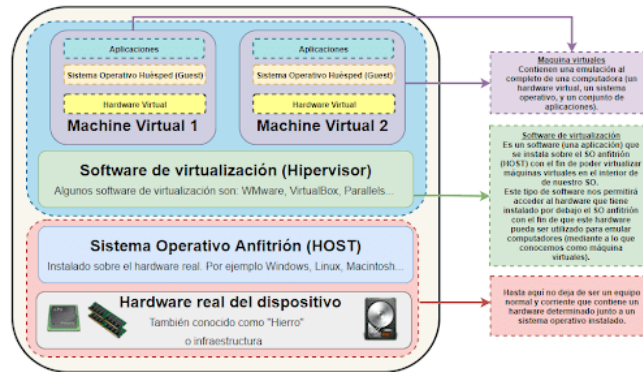 Aplicaciones
Sistema Operativo Huésped (Guest)
Hardware Virtual
Machine Virtual 1
Aplicaciones
Sistema Operativo Huésped (Guest)
Hardware Virtual
Machine Virtual 2
Software de virtualización (Hipervisor)
Algunos software de virtualización son: WMware, VirtualBox, Parallels...
Sistema Operativo Anfitrión (HOST)
Instalado sobre el hardware real. Por ejemplo Windows, Linux, Macintosh...
Hardware real del dispositivo
También conocido como "Hierro"
o infraestructura
Maquina virtuales
Contienen una emulación al
completo de una computadora (un
hardware virtual, un sistema
operativo, y un conjunto de
aplicaciones).
Software de virtualización
Es un software (una aplicación) que
se instala sobre el SO anfitrión
(HOST) con el fin de poder virtualizar
máquinas virtuales en el interior de
de nuestro SO.
Este tipo de software nos permitirá
acceder al hardware que tiene
instalado por debajo el SO anfitrión
con el fin de que este hardware
pueda ser utilizado para emular
computadores (mediante a lo que
conocemos como máquina
virtuales).
Hasta aquí no deja de ser un equipo
normal y corriente que contiene un
hardware determinado junto a un
sistema operativo instalado.